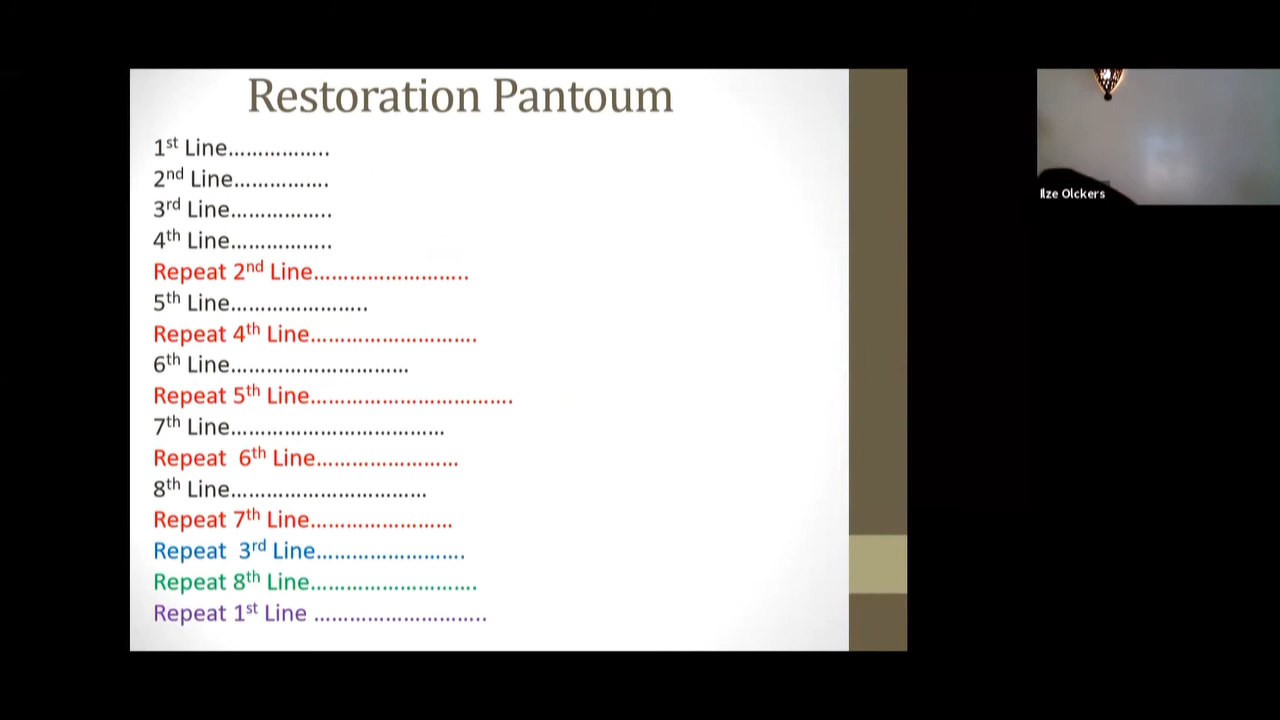 Restoration Pantoum
1st Line……………..
2nd Line…………….
3rd Line……………..
4th Line……………..
Repeat 2nd Line……………………..
5th Line…………………..
Repeat 4th Line……………………….
6th Line…………………………
Repeat 5th Line…………………………….
7th Line………………………………
Repeat  6th Line……………………
8th Line……………………………
Repeat 7th Line……………………
Repeat  3rd Line…………………….
Repeat 8th Line……………………….
Repeat 1st Line ………………………..
Ilze Olckers